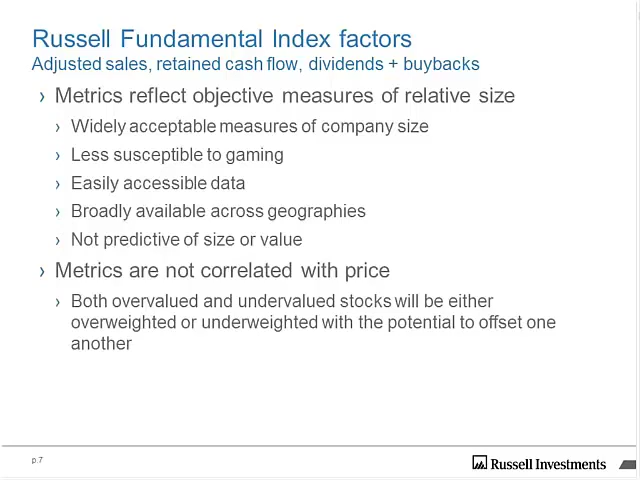 Russell Fundamental Index factors
Adjusted sales, retained cash flow, dividends + buybacks
› Metrics reflect objective measures of relative size
› Widely acceptable measures of company size
› Less susceptible to gaming
› Easily accessible data
› Broadly available across geographies
› Not predictive of size or value
› Metrics are not correlated with price
› Both overvalued and undervalued stocks will be either
overweighted or underweighted with the potential to offset one
another
p.7
Russell Investments